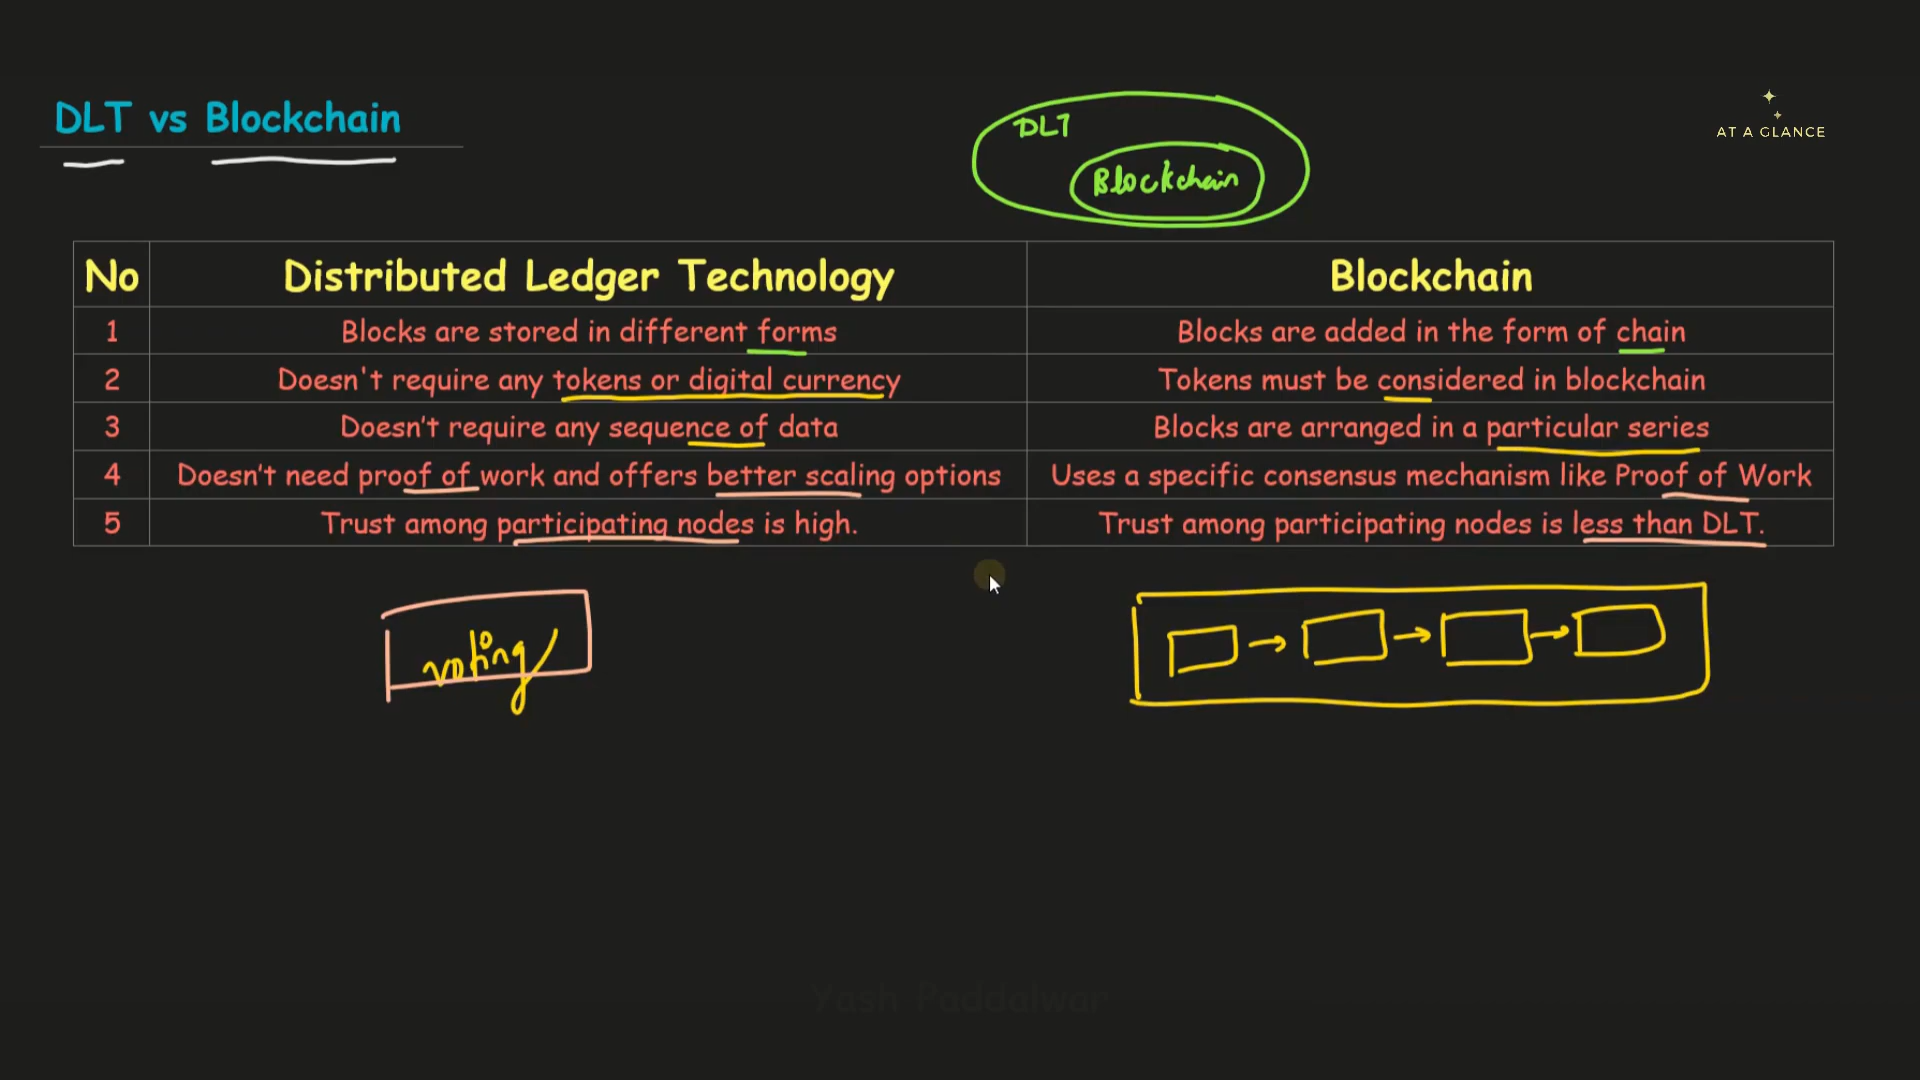 DLT vs Blockchain
DLT
Blockchain
AT A GLANCE
No Distributed Ledger Technology Blockchain
1 Blocks are stored in different forms Blocks are added in the form of chain
2 Doesn't require any tokens or digital currency Tokens must be considered in blockchain
3 Doesn't require any sequence of data Blocks are arranged in a particular series
4 Doesn't need proof of work and offers better scaling options Uses a specific consensus mechanism like Proof of Work
5 Trust among participating nodes is high. Trust among participating nodes is less than DLT.
voting
Yash Paddalwar